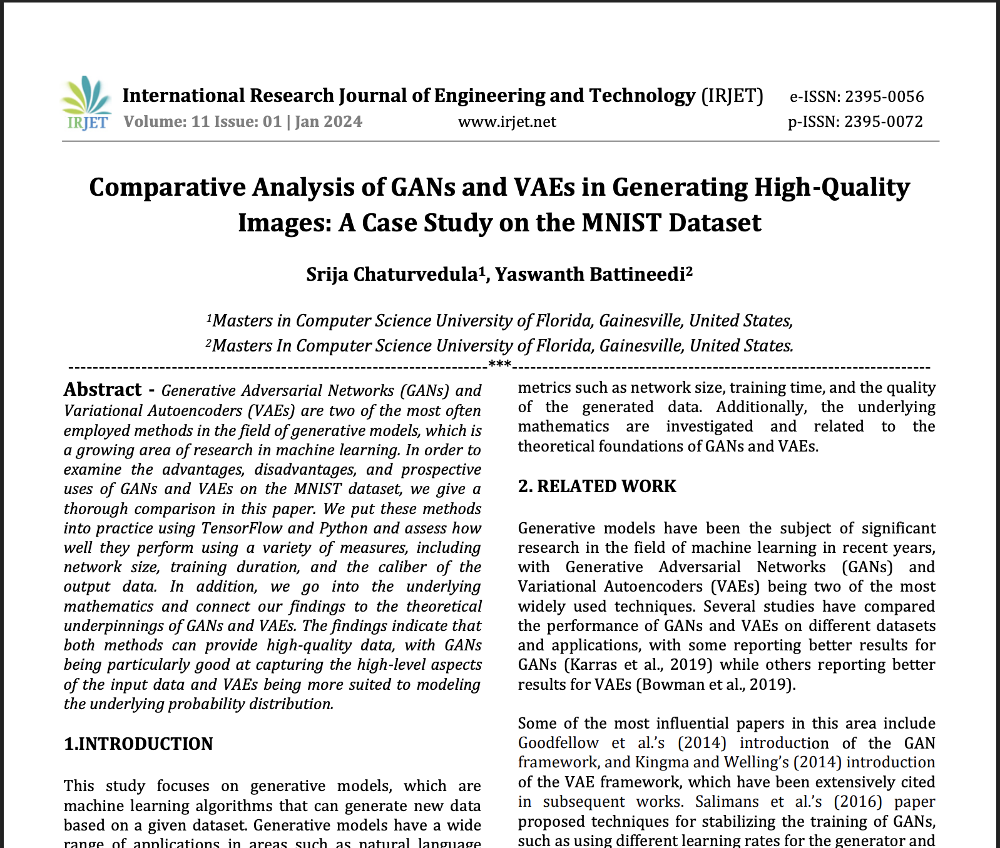 IRJET
International Research Journal of Engineering and Technology (IRJET)
e-ISSN: 2395-0056
Volume: 11 Issue: 01 | Jan 2024
www.irjet.net
p-ISSN: 2395-0072
Comparative Analysis of GANs and VAEs in Generating High-Quality
Images: A Case Study on the MNIST Dataset
Srija Chaturvedula¹, Yaswanth Battineedi²
¹Masters in Computer Science University of Florida, Gainesville, United States,
²Masters In Computer Science University of Florida, Gainesville, United States.
---------------------------------------------------------------------***---------------------------------------------------------------------
Abstract - Generative Adversarial Networks (GANs) and
Variational Autoencoders (VAEs) are two of the most often
employed methods in the field of generative models, which is
a growing area of research in machine learning. In order to
examine the advantages, disadvantages, and prospective
uses of GANs and VAEs on the MNIST dataset, we give a
thorough comparison in this paper. We put these methods
into practice using TensorFlow and Python and assess how
well they perform using a variety of measures, including
network size, training duration, and the caliber of the
output data. In addition, we go into the underlying
mathematics and connect our findings to the theoretical
underpinnings of GANs and VAEs. The findings indicate that
both methods can provide high-quality data, with GANs
being particularly good at capturing the high-level aspects
of the input data and VAEs being more suited to modeling
the underlying probability distribution.
1.INTRODUCTION
This study focuses on generative models, which are
machine learning algorithms that can generate new data
based on a given dataset. Generative models have a wide
range of applications in areas such as natural language
metrics such as network size, training time, and the quality
of the generated data. Additionally, the underlying
mathematics are investigated and related to the
theoretical foundations of GANs and VAEs.
2. RELATED WORK
Generative models have been the subject of significant
research in the field of machine learning in recent years,
with Generative Adversarial Networks (GANs) and
Variational Autoencoders (VAEs) being two of the most
widely used techniques. Several studies have compared
the performance of GANs and VAEs on different datasets
and applications, with some reporting better results for
GANs (Karras et al., 2019) while others reporting better
results for VAEs (Bowman et al., 2019).
Some of the most influential papers in this area include
Goodfellow et al.’s (2014) introduction of the GAN
framework, and Kingma and Welling’s (2014) introduction
of the VAE framework, which have been extensively cited
in subsequent works. Salimans et al.’s (2016) paper
proposed techniques for stabilizing the training of GANs,
such as using different learning rates for the generator and